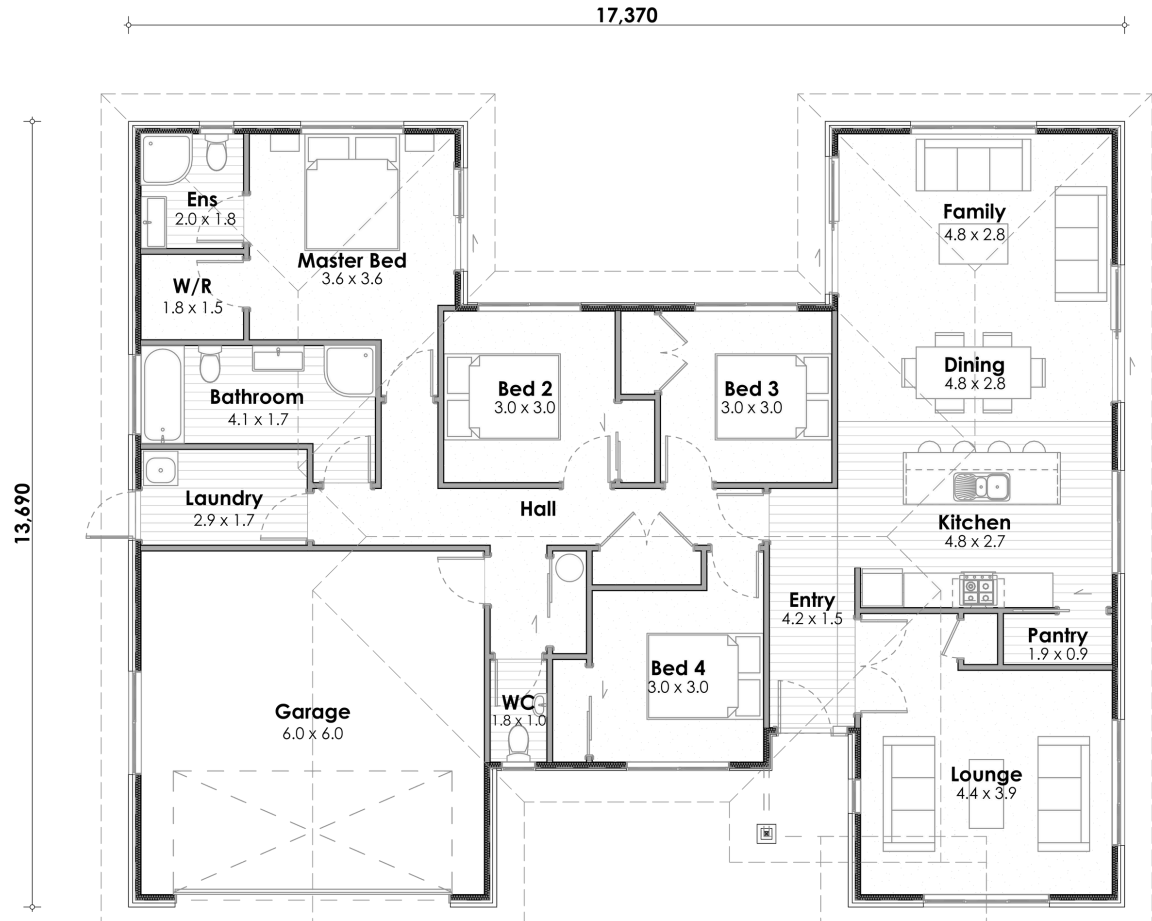 17,370
13,690
Ens
2.0 x 1.8
Master Bed
3.6 x 3.6
W/R
1.8 x 1.5
Family
4.8 x 2.8
Bathroom
4.1 x 1.7
Bed 2
3.0 x 3.0
Bed 3
3.0 x 3.0
Dining
4.8 x 2.8
Laundry
2.9 x 1.7
Hall
Kitchen
4.8 x 2.7
Entry
4.2 x 1.5
Pantry
1.9 x 0.9
Garage
6.0 x 6.0
WC
1.8 x 1.0
Bed 4
3.0 x 3.0
Lounge
4.4 x 3.9